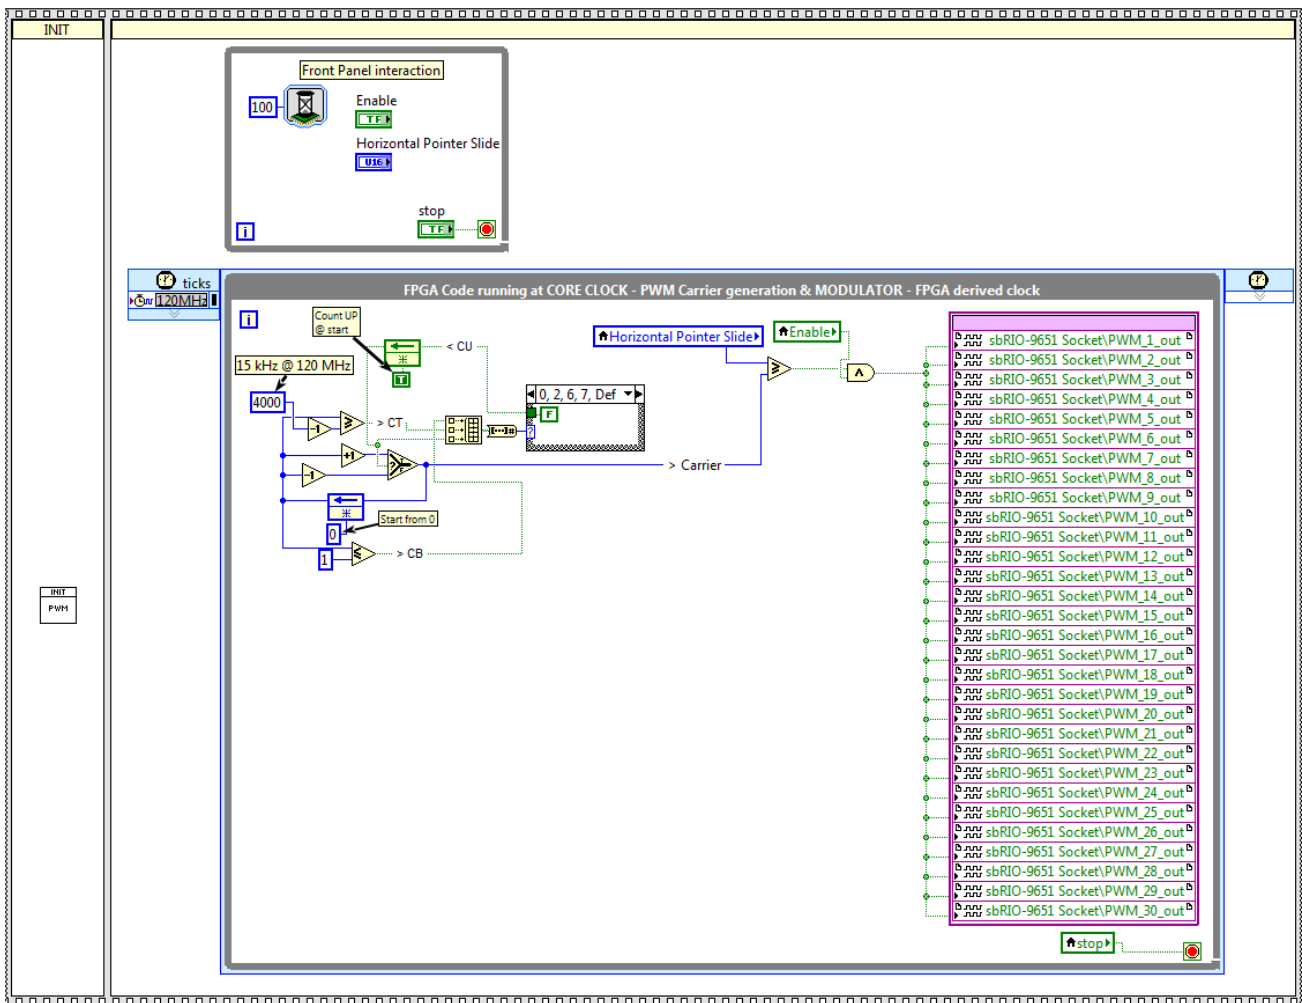 INIT
Front Panel interaction
100
Enable
TF
Horizontal Pointer Slide
U16
stop
TF
i
ticks
120MHz
FPGA Code running at CORE CLOCK - PWM Carrier generation & MODULATOR - FPGA derived clock
i
Count UP
@ start
< CU
T
15 kHz @ 120 MHz
4000
-1
> CT
+1
-1
?
0, 2, 6, 7, Def
F
?
Horizontal Pointer Slide
Enable
> Carrier
0
Start from 0
1
> CB
INIT
PWM
sbRIO-9651 Socket\PWM_1_out
sbRIO-9651 Socket\PWM_2_out
sbRIO-9651 Socket\PWM_3_out
sbRIO-9651 Socket\PWM_4_out
sbRIO-9651 Socket\PWM_5_out
sbRIO-9651 Socket\PWM_6_out
sbRIO-9651 Socket\PWM_7_out
sbRIO-9651 Socket\PWM_8_out
sbRIO-9651 Socket\PWM_9_out
sbRIO-9651 Socket\PWM_10_out
sbRIO-9651 Socket\PWM_11_out
sbRIO-9651 Socket\PWM_12_out
sbRIO-9651 Socket\PWM_13_out
sbRIO-9651 Socket\PWM_14_out
sbRIO-9651 Socket\PWM_15_out
sbRIO-9651 Socket\PWM_16_out
sbRIO-9651 Socket\PWM_17_out
sbRIO-9651 Socket\PWM_18_out
sbRIO-9651 Socket\PWM_19_out
sbRIO-9651 Socket\PWM_20_out
sbRIO-9651 Socket\PWM_21_out
sbRIO-9651 Socket\PWM_22_out
sbRIO-9651 Socket\PWM_23_out
sbRIO-9651 Socket\PWM_24_out
sbRIO-9651 Socket\PWM_25_out
sbRIO-9651 Socket\PWM_26_out
sbRIO-9651 Socket\PWM_27_out
sbRIO-9651 Socket\PWM_28_out
sbRIO-9651 Socket\PWM_29_out
sbRIO-9651 Socket\PWM_30_out
stop